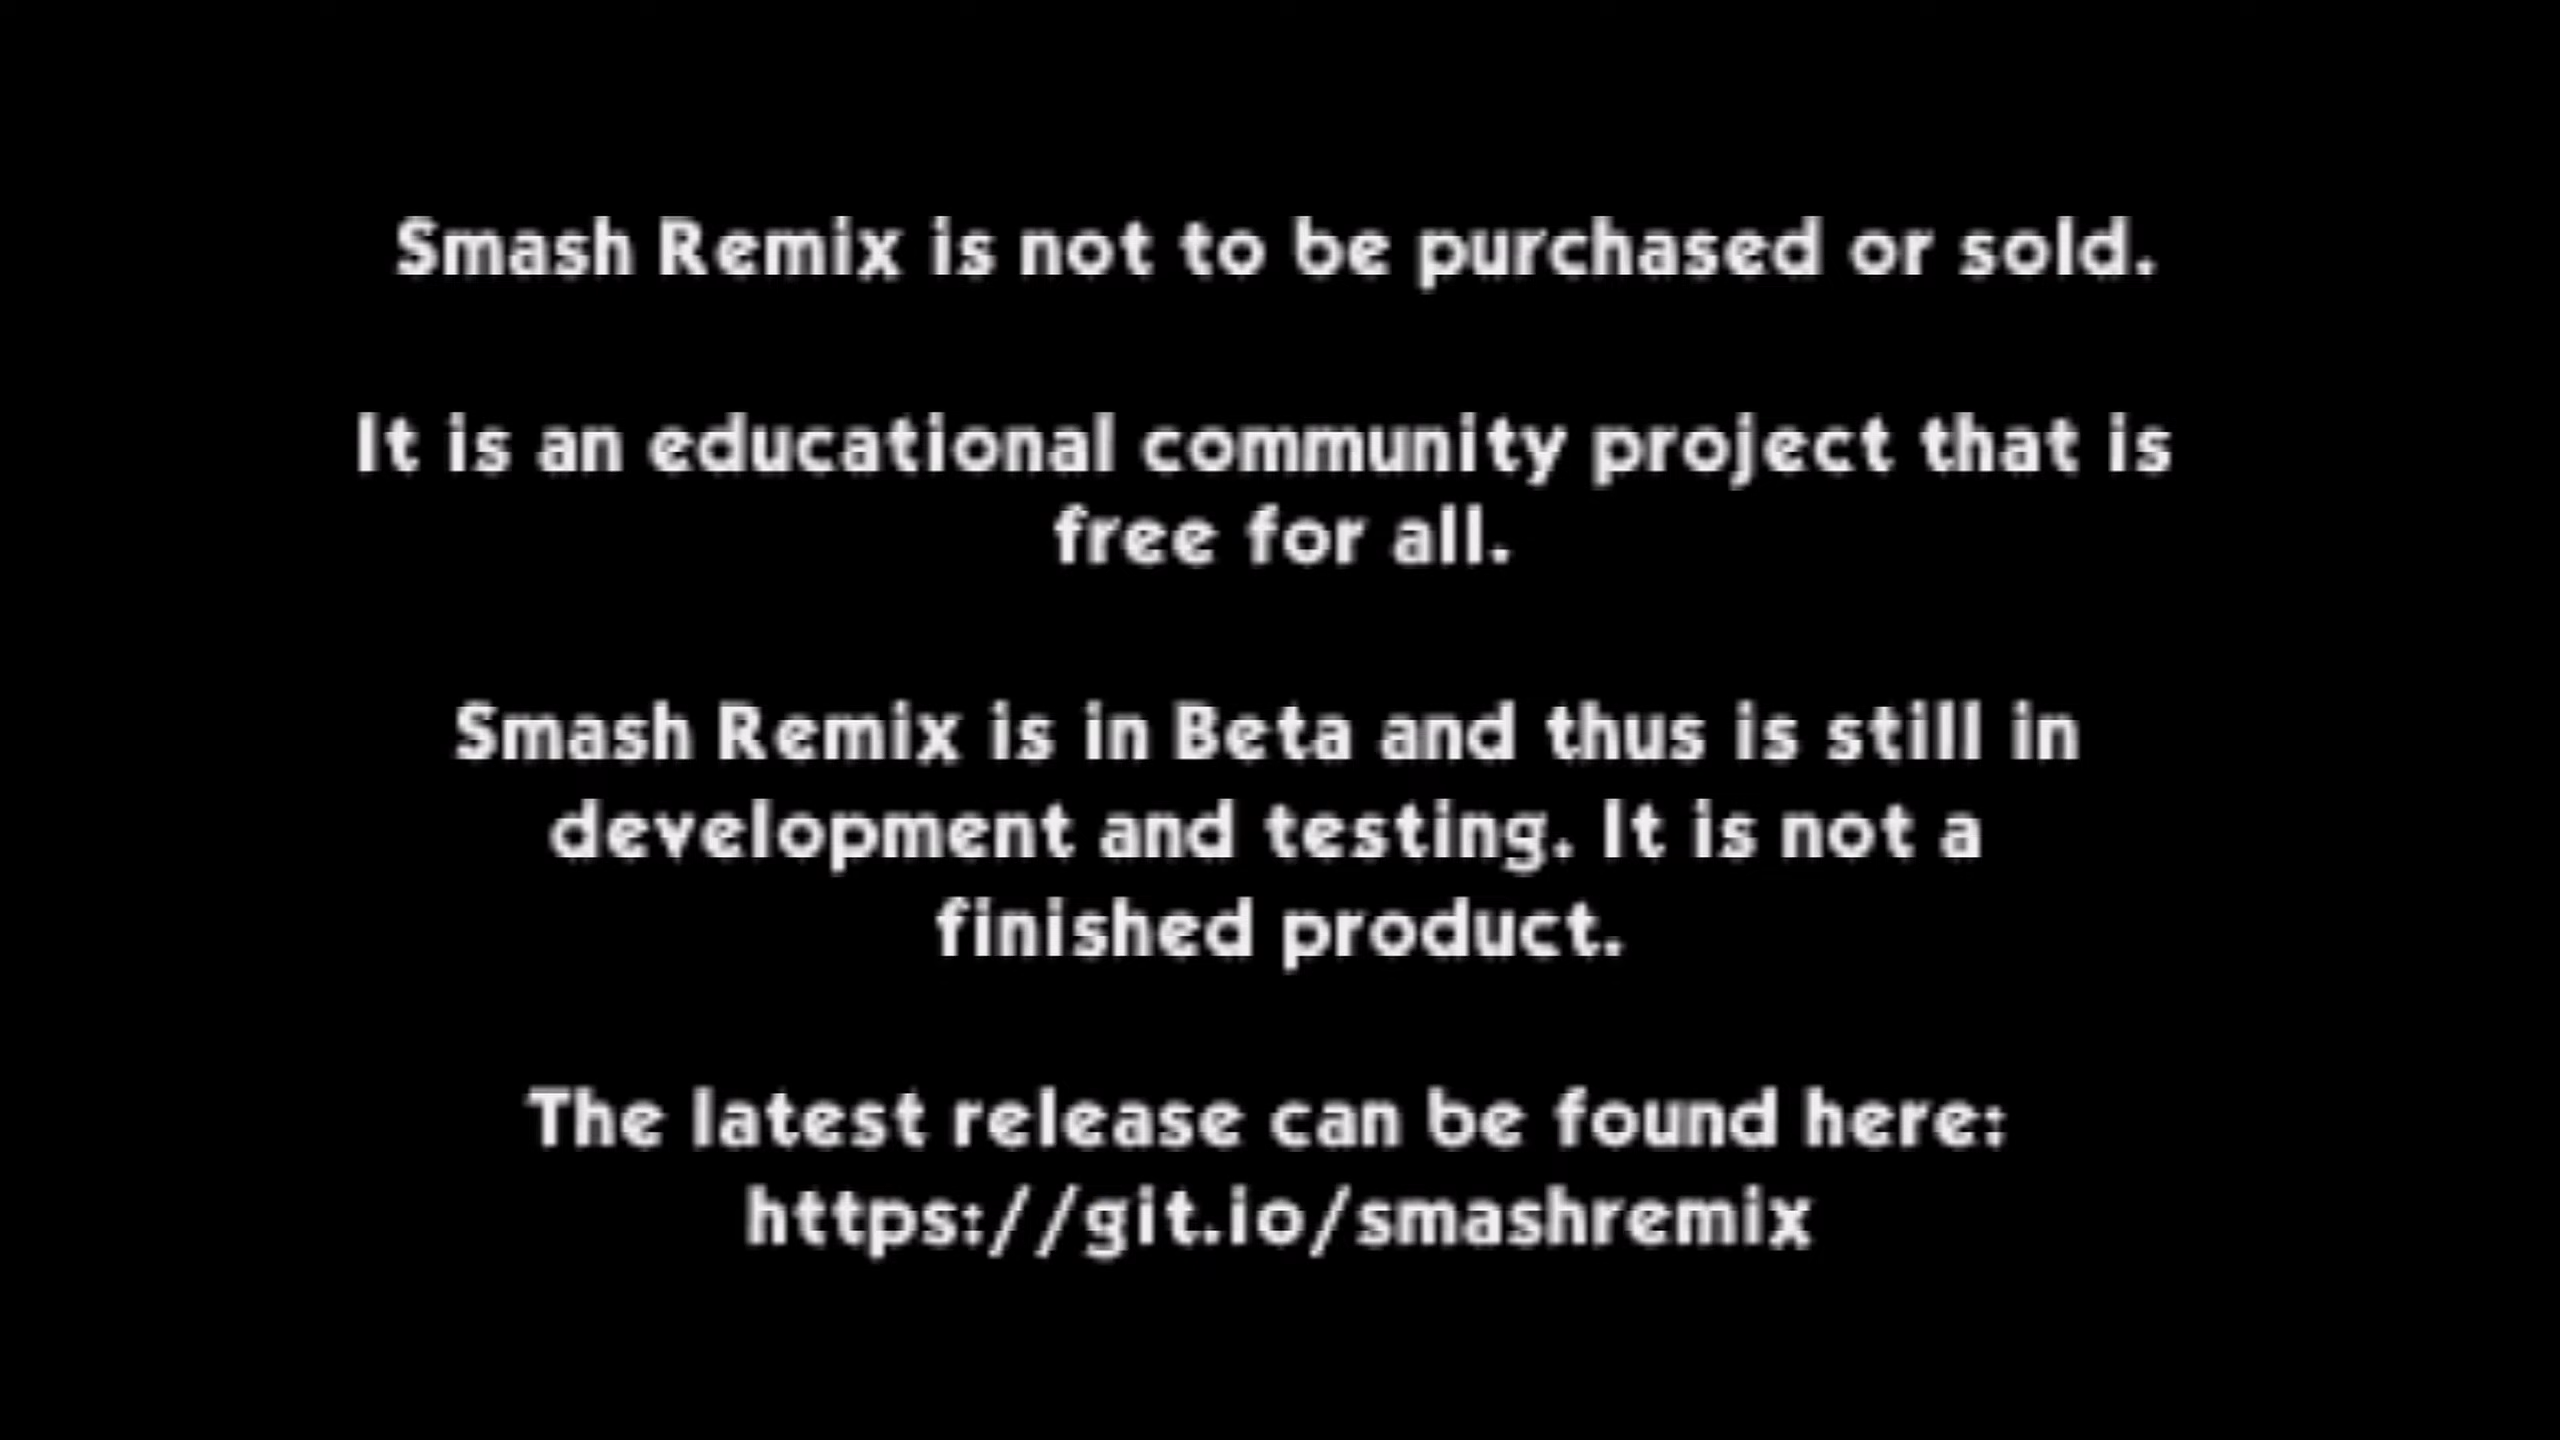 Smash Remix is not to be purchased or sold.
It is an educational community project that is
free for all.
Smash Remix is in Beta and thus is still in
development and testing. It is not a
finished product.
The latest release can be found here:
https://git.io/smashremix